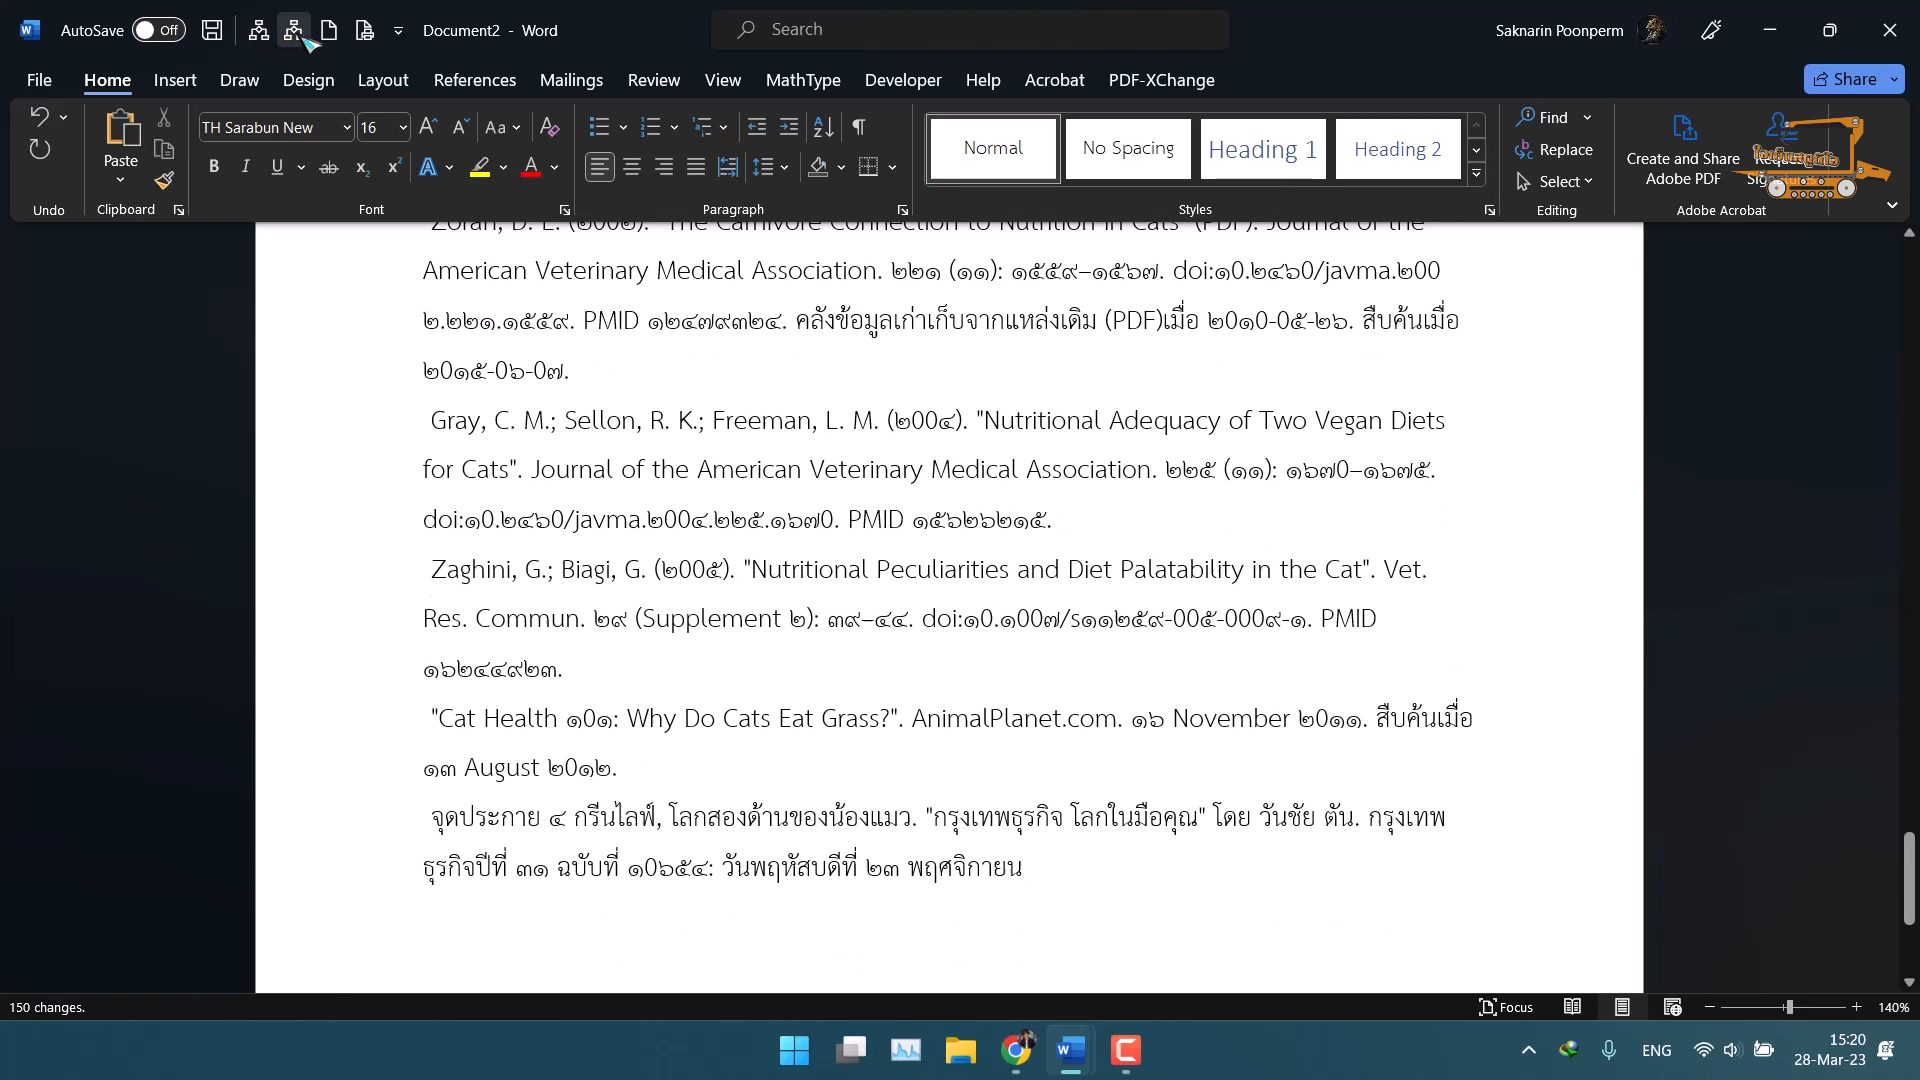 AutoSave Off Document2 - Word Search Saknarin Poonperm
File Home Insert Draw Design Layout References Mailings Review View MathType Developer Help Acrobat PDF-XChange Share
TH Sarabun New 16 Aa
Paste
Normal No Spacing Heading 1 Heading 2
Find
Replace
Select
Create and Share
Adobe PDF
Undo Clipboard Font Paragraph Styles Editing Adobe Acrobat
Zoran, D. L. (๒00๒). "The Carnivore Connection to Nutrition in Cats" (PDF). Journal of the
American Veterinary Medical Association. ๒๒๑ (๑๑): ๑๕๕๙–๑๕๖๗. doi:๑0.๒๔๖0/javma.๒00
๒.๒๒๑.๑๕๕๙. PMID ๑๒๔๗๙๓๒๔. คลังข้อมูลเก่าเก็บจากแหล่งเดิม (PDF)เมื่อ ๒0๑0-0๕-๒๖. สืบค้นเมื่อ
๒0๑๕-0๖-0๗.
Gray, C. M.; Sellon, R. K.; Freeman, L. M. (๒00๔). "Nutritional Adequacy of Two Vegan Diets
for Cats". Journal of the American Veterinary Medical Association. ๒๒๕ (๑๑): ๑๖๗0–๑๖๗๕.
doi:๑0.๒๔๖0/javma.๒00๔.๒๒๕.๑๖๗0. PMID ๑๕๖๒๖๒๑๕.
Zaghini, G.; Biagi, G. (๒00๕). "Nutritional Peculiarities and Diet Palatability in the Cat". Vet.
Res. Commun. ๒๙ (Supplement ๒): ๓๙–๔๔. doi:๑0.๑00๗/s๑๑๒๕๙-00๕-000๙-๑. PMID
๑๖๒๔๔๙๒๓.
"Cat Health ๑0๑: Why Do Cats Eat Grass?". AnimalPlanet.com. ๑๖ November ๒0๑๑. สืบค้นเมื่อ
๑๓ August ๒0๑๒.
จุดประกาย ๔ กรีนไลฟ์, โลกสองด้านของน้องแมว. "กรุงเทพธุรกิจ โลกในมือคุณ" โดย วันชัย ตัน. กรุงเทพ
ธุรกิจปีที่ ๓๑ ฉบับที่ ๑0๖๕๔: วันพฤหัสบดีที่ ๒๓ พฤศจิกายน
150 changes. Focus 140%
ENG 15:20
28-Mar-23